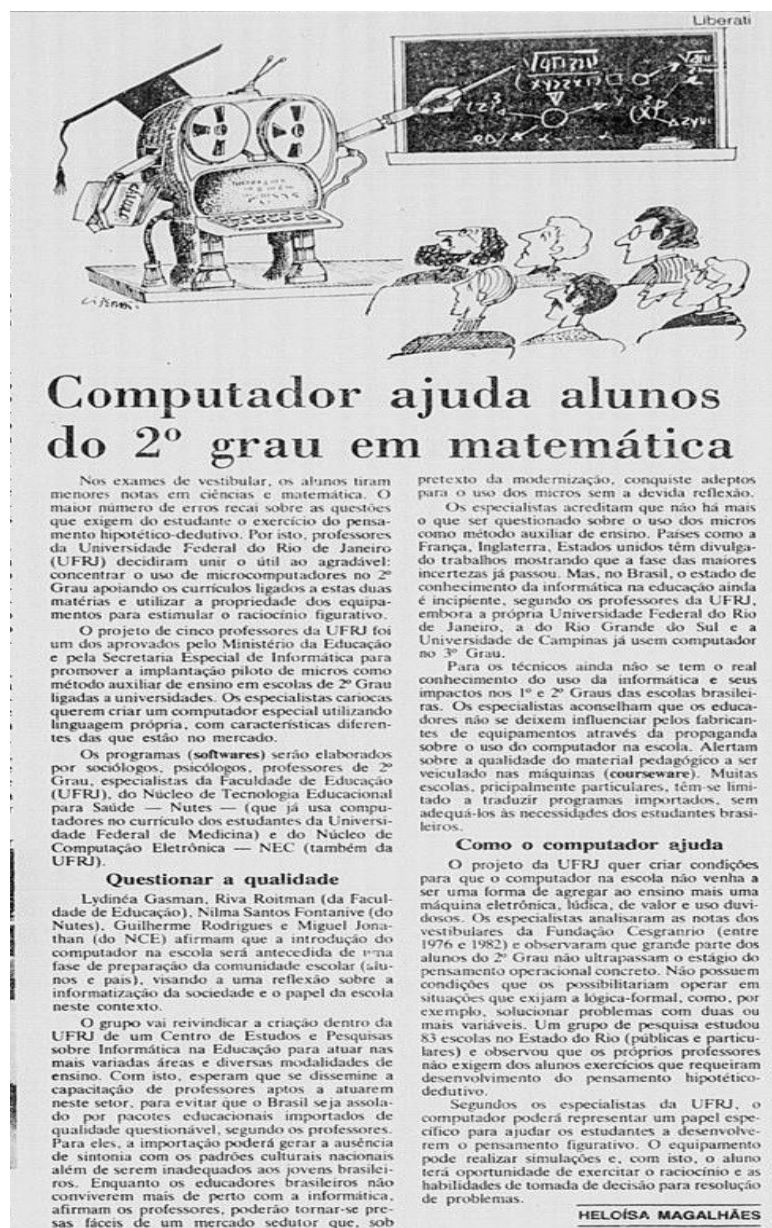 Liberati
Computador ajuda alunos
do 2º grau em matemática
Nos exames de vestibular, os alunos tiram
menores notas em ciências e matemática. O
maior número de erros recai sobre as questões
que exigem do estudante o exercício do pensa-
mento hipotético-dedutivo. Por isto, professores
da Universidade Federal do Rio de Janeiro
(UFRJ) decidiram unir o útil ao agradável:
concentrar o uso de microcomputadores no 2º
Grau apoiando os currículos ligados a estas duas
matérias e utilizar a propriedade dos equipa-
mentos para estimular o raciocínio figurativo.
O projeto de cinco professores da UFRJ foi
um dos aprovados pelo Ministério da Educação
e pela Secretaria Especial de Informática para
promover a implantação piloto de micros como
método auxiliar de ensino em escolas de 2º Grau
ligadas a universidades. Os especialistas cariocas
querem criar um computador especial utilizando
linguagem própria, com características diferen-
tes das que estão no mercado.
Os programas (softwares) serão elaborados
por sociólogos, psicólogos, professores de 2º
Grau, especialistas da Faculdade de Educação
(UFRJ), do Núcleo de Tecnologia Educacional
para Saúde — Nutes — (que já usa compu-
tadores no currículo dos estudantes da Universi-
dade Federal de Medicina) e do Núcleo de
Computação Eletrônica — NEC (também da
UFRJ).
Questionar a qualidade
Lydinéa Gasman, Riva Roitman (da Facul-
dade de Educação), Nilma Santos Fontanive (do
Nutes), Guilherme Rodrigues e Miguel Jona-
than (do NCE) afirmam que a introdução do
computador na escola será antecedida de uma
fase de preparação da comunidade escolar (alu-
nos e pais), visando a uma reflexão sobre a
informatização da sociedade e o papel da escola
neste contexto.
O grupo vai reivindicar a criação dentro da
UFRJ de um Centro de Estudos e Pesquisas
sobre Informática na Educação para atuar nas
mais variadas áreas e diversas modalidades de
ensino. Com isto, esperam que se dissemine a
capacitação de professores aptos a atuarem
neste setor, para evitar que o Brasil seja assola-
do por pacotes educacionais importados de
qualidade questionável, segundo os professores.
Para eles, a importação poderá gerar a ausência
de sintonia com os padrões culturais nacionais
além de serem inadequados aos jovens brasilei-
ros. Enquanto os educadores brasileiros não
conviverem mais de perto com a informática,
afirmam os professores, poderão tornar-se pre-
sas fáceis de um mercado sedutor que, sob
pretexto da modernização, conquiste adeptos
para o uso dos micros sem a devida reflexão.
Os especialistas acreditam que não há mais
o que ser questionado sobre o uso dos micros
como método auxiliar de ensino. Países como a
França, Inglaterra, Estados unidos têm divulga-
do trabalhos mostrando que a fase das maiores
incertezas já passou. Mas, no Brasil, o estado de
conhecimento da informática na educação ainda
é incipiente, segundo os professores da UFRJ,
embora a própria Universidade Federal do Rio
de Janeiro, a do Rio Grande do Sul e a
Universidade de Campinas já usem computador
no 3º Grau.
Para os técnicos ainda não se tem o real
conhecimento do uso da informática e seus
impactos nos 1º e 2º Graus das escolas brasilei-
ras. Os especialistas aconselham que os educa-
dores não se deixem influenciar pelos fabrican-
tes de equipamentos através da propaganda
sobre o uso do computador na escola. Alertam
sobre a qualidade do material pedagógico a ser
veiculado nas máquinas (courseware). Muitas
escolas, pricipalmente particulares, têm-se limi-
tado a traduzir programas importados, sem
adequá-los às necessidades dos estudantes brasi-
leiros.
Como o computador ajuda
O projeto da UFRJ quer criar condições
para que o computador na escola não venha a
ser uma forma de agregar ao ensino mais uma
máquina eletrônica, lúdica, de valor e uso duvi-
dosos. Os especialistas analisaram as notas dos
vestibulares da Fundação Cesgranrio (entre
1976 e 1982) e observaram que grande parte dos
alunos do 2º Grau não ultrapassam o estágio do
pensamento operacional concreto. Não possuem
condições que os possibilitariam operar em
situações que exijam a lógica-formal, como, por
exemplo, solucionar problemas com duas ou
mais variáveis. Um grupo de pesquisa estudou
83 escolas no Estado do Rio (públicas e particu-
lares) e observou que os próprios professores
não exigem dos alunos exercícios que requeiram
desenvolvimento do pensamento hipotético-
dedutivo.
Segundos os especialistas da UFRJ, o
computador poderá representar um papel espe-
cífico para ajudar os estudantes a desenvolve-
rem o pensamento figurativo. O equipamento
pode realizar simulações e, com isto, o aluno
terá oportunidade de exercitar o raciocínio e as
habilidades de tomada de decisão para resolução
de problemas.
HELOÍSA MAGALHÃES